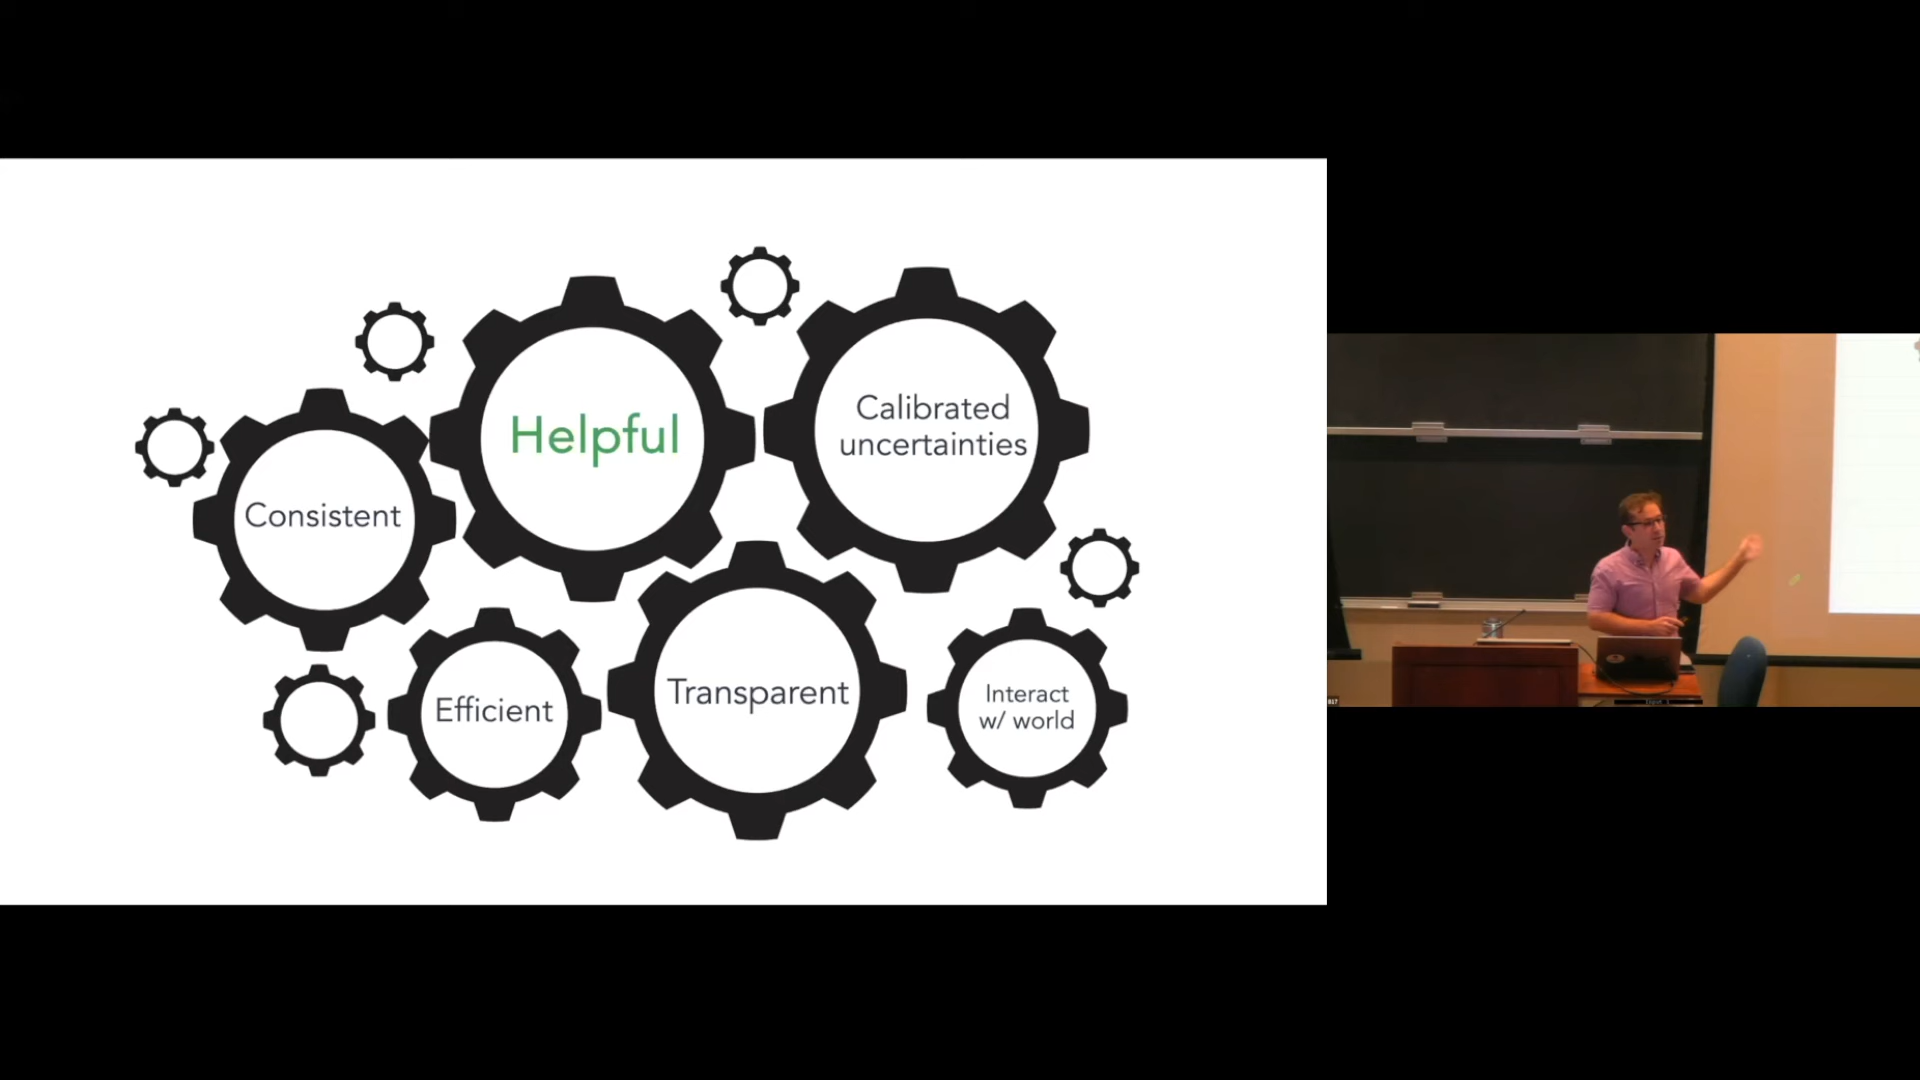 Helpful
Calibrated
uncertainties
Consistent
Efficient
Transparent
Interact
w/ world